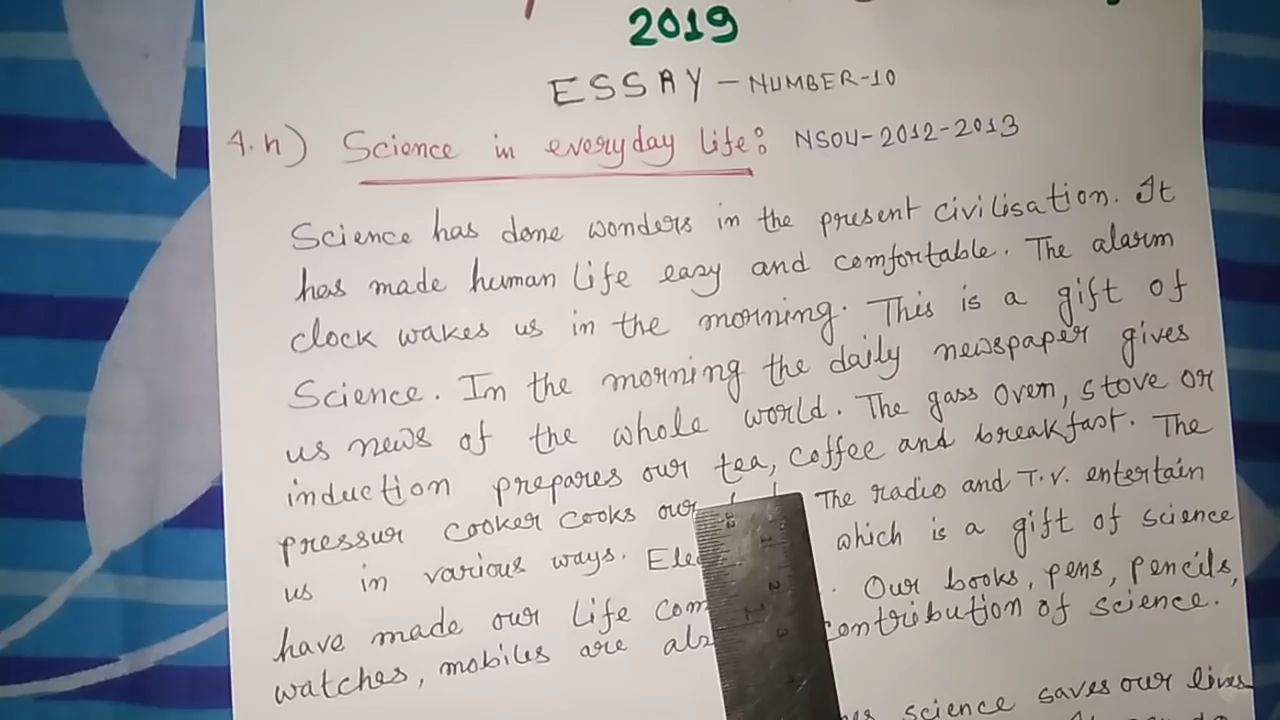 2019
ESSAY - NUMBER-10
4. h) Science in everyday life: NSOU-2012-2013
Science has done wonders in the present civilisation. It
has made human life easy and comfortable. The alarm
clock wakes us in the morning. This is a gift of
Science. In the morning the daily newspaper gives
us news of the whole world. The gass oven, stove or
induction prepares our tea, coffee and breakfast. The
pressur cooker cooks our The radio and T.V. entertain
us in various ways. which is a gift of science
have made our life Our books, pens, pencils,
watches, mobiles are contribution of science.
science saves our lives